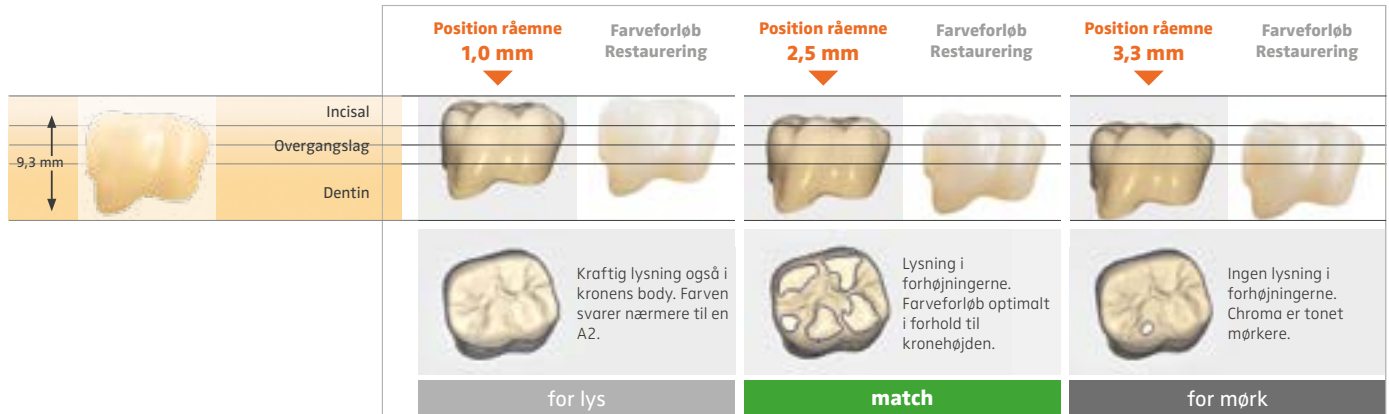 Position råemne
1,0 mm
Farveforløb
Restaurering
Position råemne
2,5 mm
Farveforløb
Restaurering
Position råemne
3,3 mm
Farveforløb
Restaurering
9,3 mm
Incisal
Overgangslag
Dentin
Kraftig lysning også i
kronens body. Farven
svarer nærmere til en
A2.
Lysning i
forhøjningerne.
Farveforløb optimalt
i forhold til
kronehøjden.
Ingen lysning i
forhøjningerne.
Chroma er tonet
mørkere.
for lys
match
for mørk